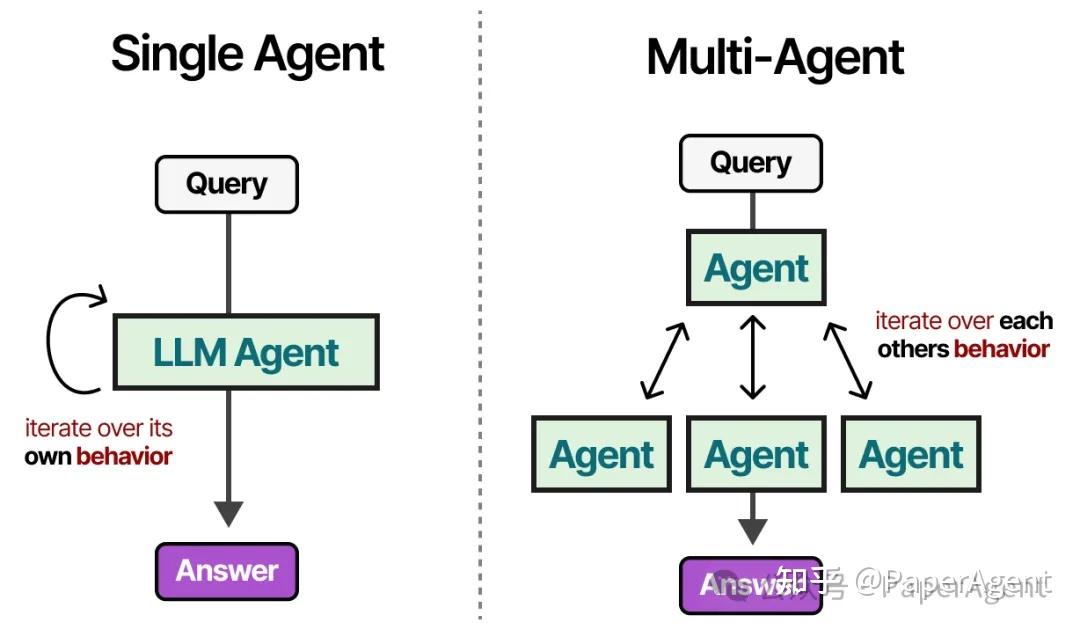 Single Agent
Query
LLM Agent
iterate over its
own behavior
Answer
Multi-Agent
Query
Agent
iterate over each
others behavior
Agent
Agent
Agent
Answer
知乎 @PaperAgent